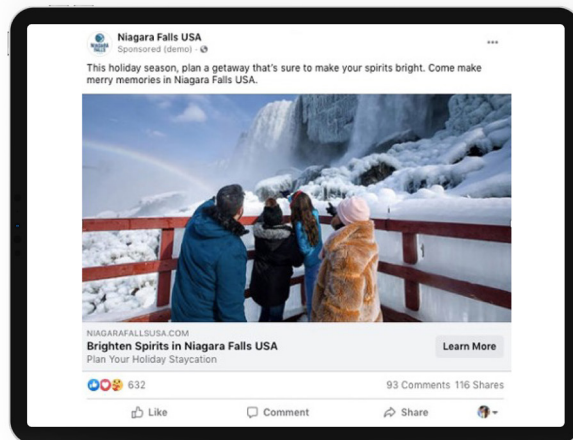 Niagara Falls USA
Sponsored (demo) ·
This holiday season, plan a getaway that's sure to make your spirits bright. Come make
merry memories in Niagara Falls USA.
NIAGARAFALLSUSA.COM
Brighten Spirits in Niagara Falls USA
Learn More
Plan Your Holiday Staycation
632
93 Comments 116 Shares
Like
Comment
Share